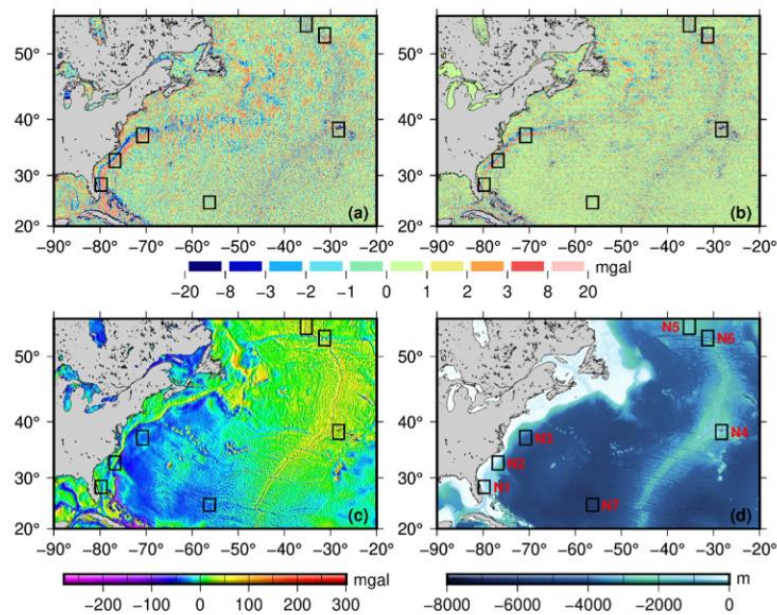 50° 50°
40° 40°
30° 30°
20° (a) 20° (b)
−90 −80 −70 −60 −50 −40 −30 −20 −90 −80 −70 −60 −50 −40 −30 −20
mgal
−20 −8 −3 −2 −1 0 1 2 3 8 20
N5
50° 50° N6
40° 40°
N3 N4
N2
30° 30°
N1 N7
20° (c) 20° (d)
−90 −80 −70 −60 −50 −40 −30 −20 −90 −80 −70 −60 −50 −40 −30 −20
mgal m
−200 −100 0 100 200 300 −8000 −6000 −4000 −2000 0